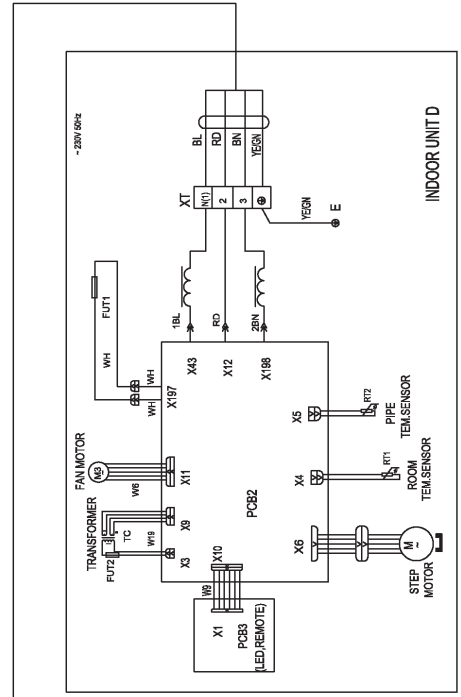 INDOOR UNIT D
~ 230V 50Hz
BL
RD
BN
YE/GN
XT
N(1)
2
3
YE/GN
E
1BL
RD
2BN
FUT1
WH
WH
WH
X197
X43
X12
X198
FAN MOTOR
M3
W6
X11
TRANSFORMER
TC
FUT2
W19
X9
X3
PCB2
X10
W9
X1
PCB3
(LED,REMOTE)
X5
RT2
PIPE
TEM.SENSOR
X4
RT1
ROOM
TEM.SENSOR
X6
M
~
STEP
MOTOR